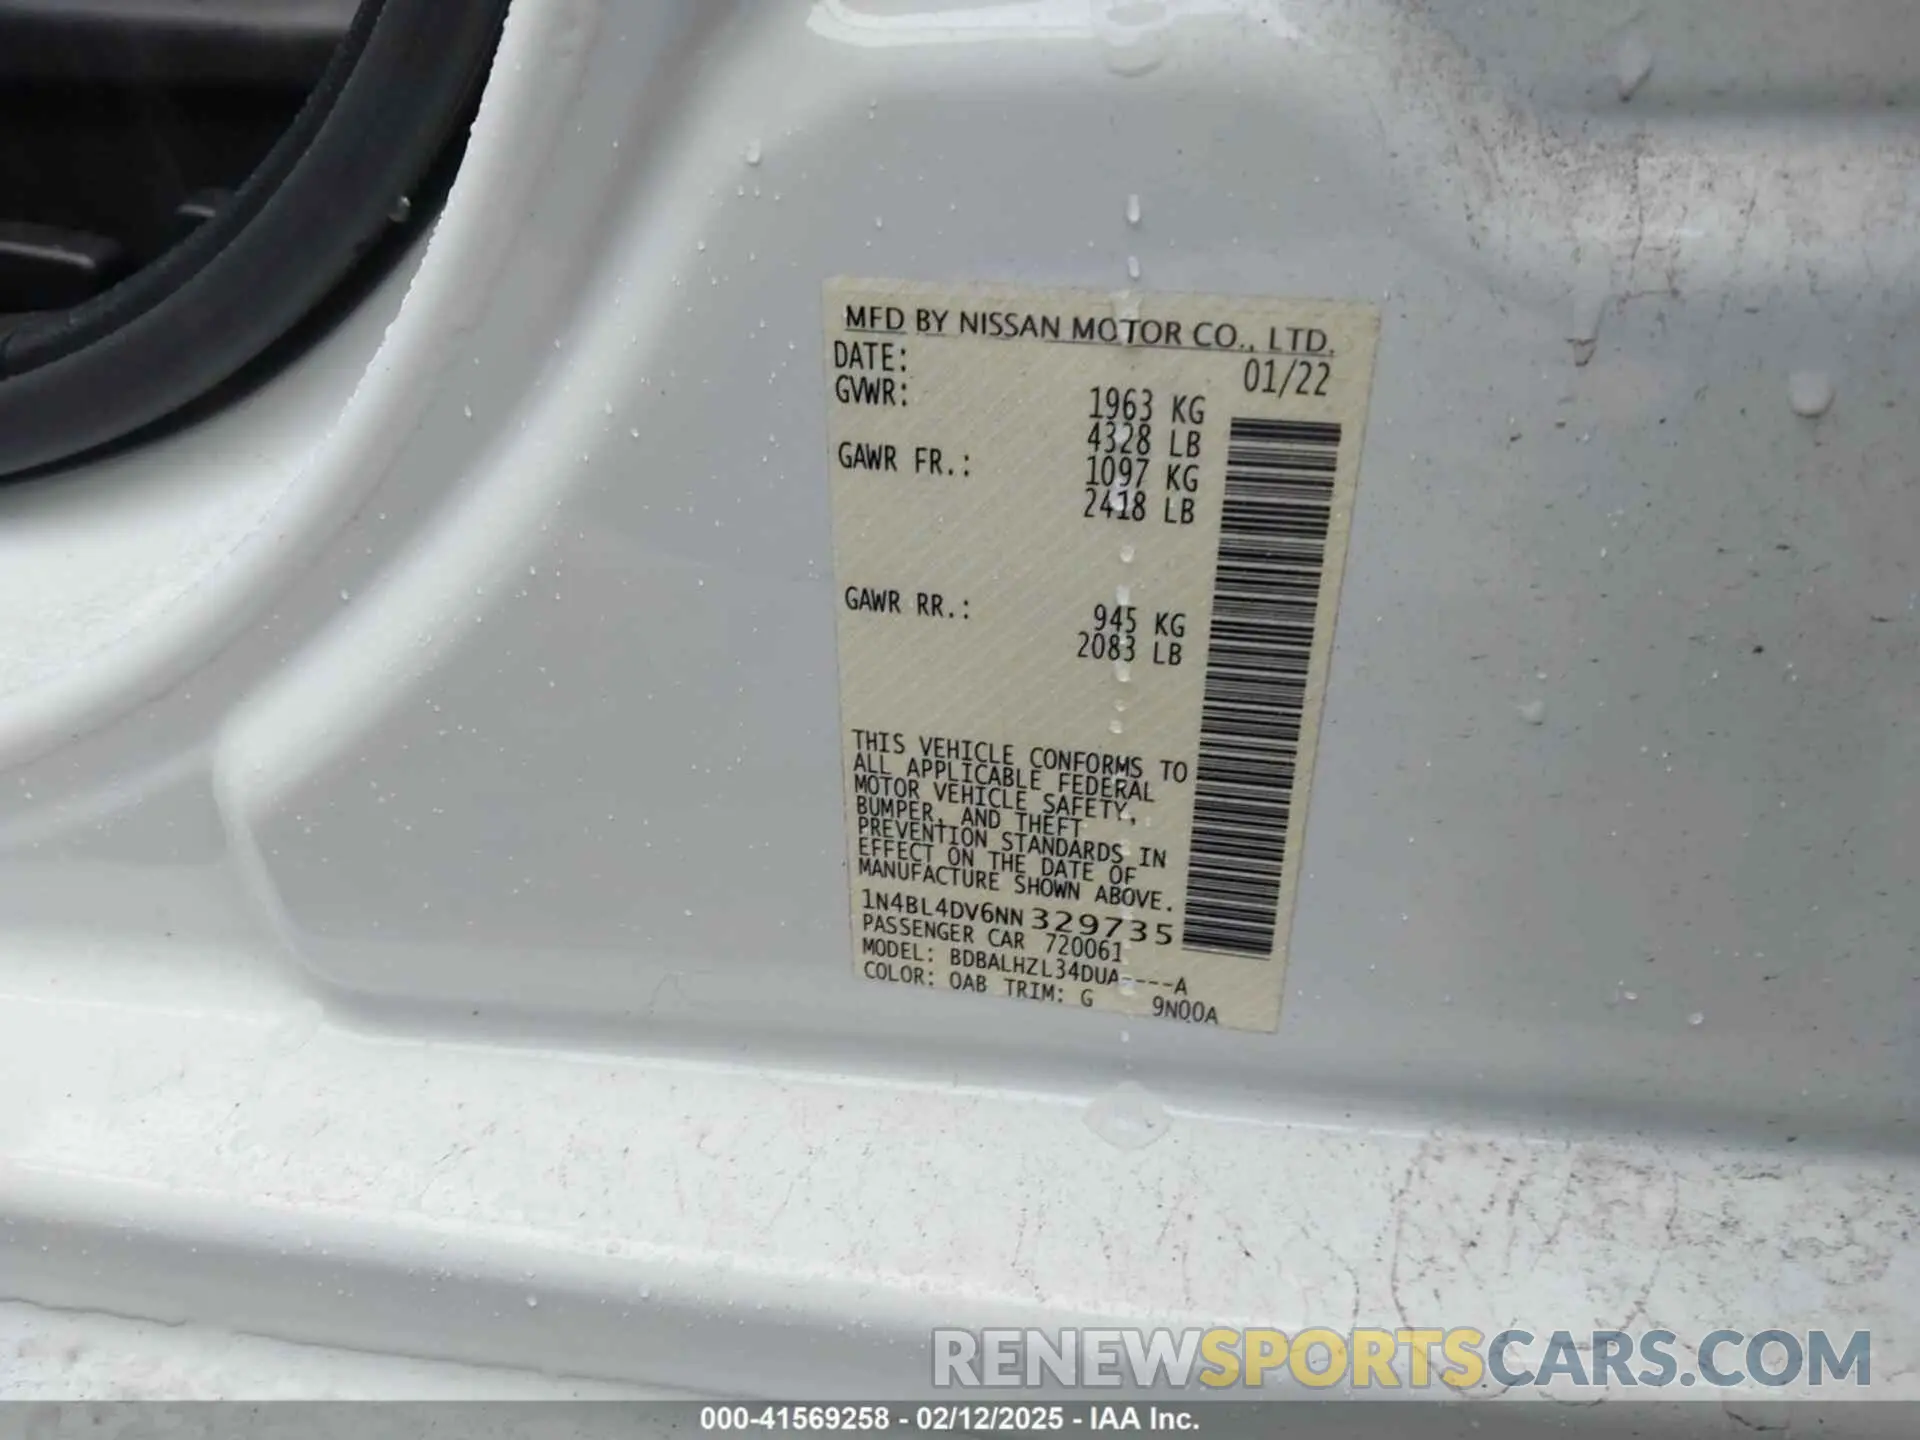 MFD BY NISSAN MOTOR CO., LTD.
DATE: 01/22
GVWR: 1963 KG
4328 LB
GAWR FR.: 1097 KG
2418 LB
GAWR RR.: 945 KG
2083 LB
THIS VEHICLE CONFORMS TO
ALL APPLICABLE FEDERAL
MOTOR VEHICLE SAFETY,
BUMPER, AND THEFT
PREVENTION STANDARDS IN
EFFECT ON THE DATE OF
MANUFACTURE SHOWN ABOVE.
1N4BL4DV6NN329735
PASSENGER CAR 720061
MODEL: BDBALHZL34DUA----A
COLOR: QAB TRIM: G 9N00A
RENEWSPORTSCARS.COM
000-41569258 - 02/12/2025 - IAA Inc.